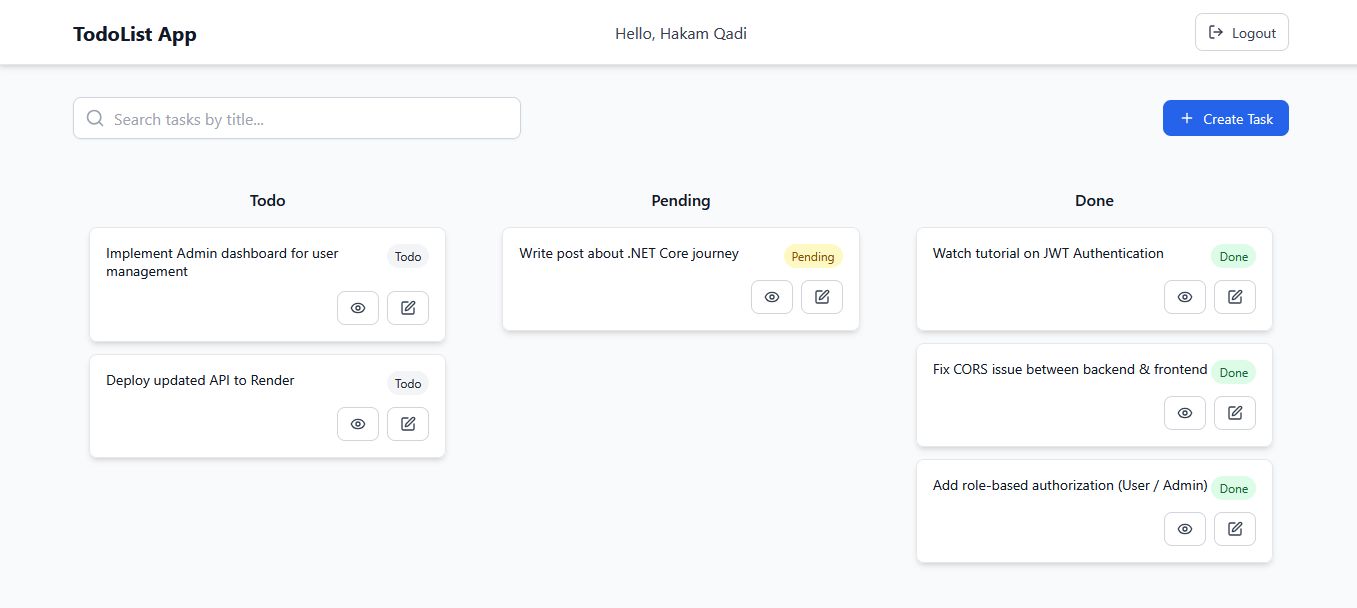 TodoList App
Hello, Hakam Qadi
Logout
Search tasks by title...
Create Task
Todo
Implement Admin dashboard for user
management
Todo
Deploy updated API to Render
Todo
Pending
Write post about .NET Core journey
Pending
Done
Watch tutorial on JWT Authentication
Done
Fix CORS issue between backend & frontend
Done
Add role-based authorization (User / Admin)
Done